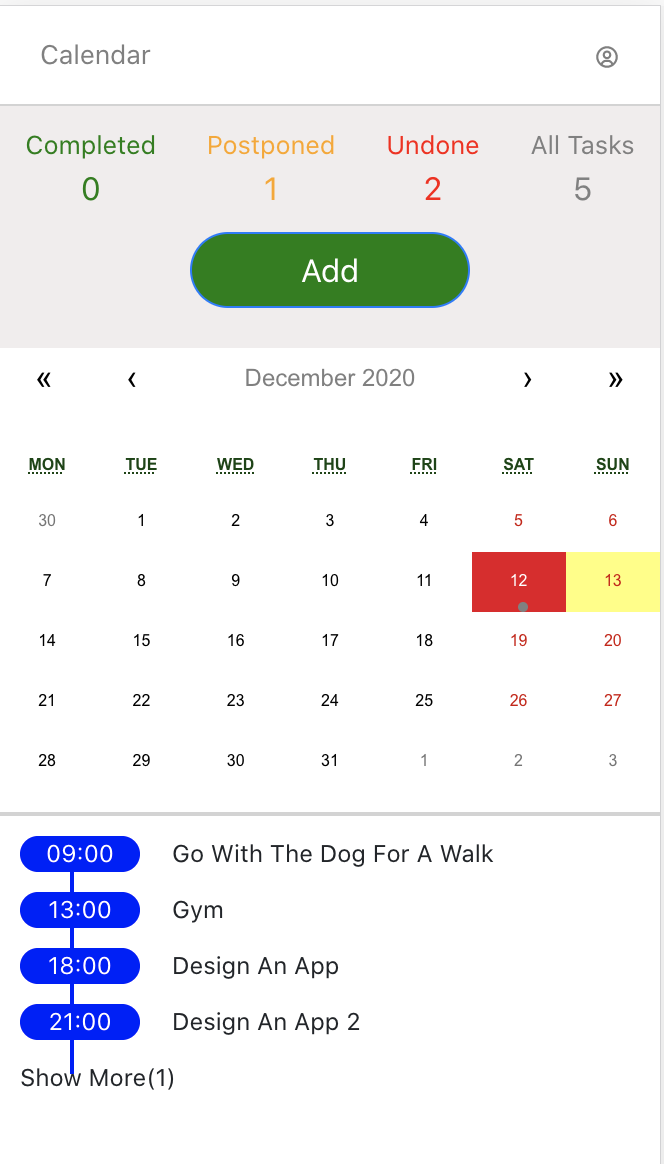 Calendar
Completed Postponed Undone All Tasks
0 1 2 5
Add
« ‹ December 2020 › »
MON TUE WED THU FRI SAT SUN
30 1 2 3 4 5 6
7 8 9 10 11 12 13
14 15 16 17 18 19 20
21 22 23 24 25 26 27
28 29 30 31 1 2 3
09:00 Go With The Dog For A Walk
13:00 Gym
18:00 Design An App
21:00 Design An App 2
Show More(1)